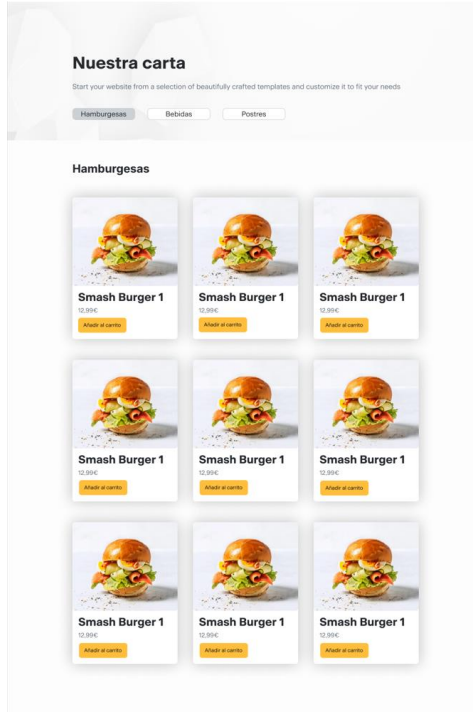 Nuestra carta
Start your website from a selection of beautifully crafted templates and customize it to fit your needs
Hamburgesas Bebidas Postres
Hamburgesas
Smash Burger 1 Smash Burger 1 Smash Burger 1
12,99€ 12,99€ 12,99€
Añadir al carrito Añadir al carrito Añadir al carrito
Smash Burger 1 Smash Burger 1 Smash Burger 1
12,99€ 12,99€ 12,99€
Añadir al carrito Añadir al carrito Añadir al carrito
Smash Burger 1 Smash Burger 1 Smash Burger 1
12,99€ 12,99€ 12,99€
Añadir al carrito Añadir al carrito Añadir al carrito